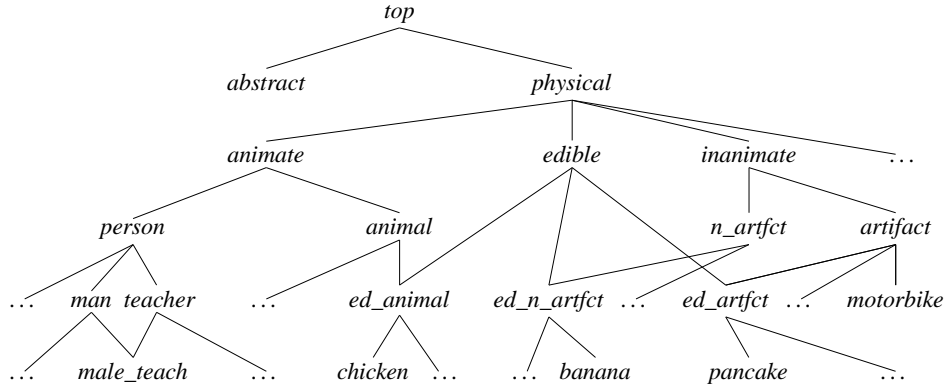 top
abstract physical
animate edible inanimate ...
person animal n_artfct artifact
... man teacher ... ed_animal ed_n_artfct ... ed_artfct ... motorbike
... male_teach ... chicken ... ... banana pancake ...